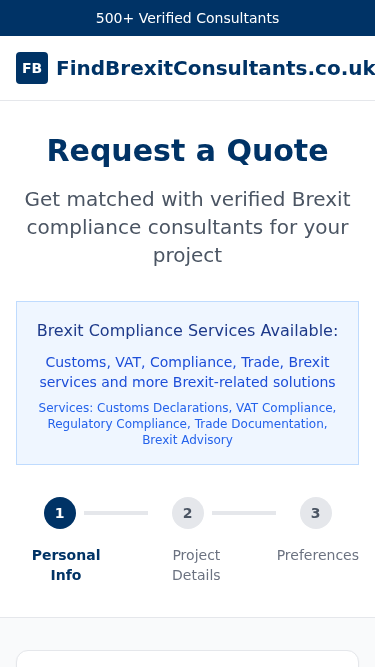 500+ Verified Consultants
FB FindBrexitConsultants.co.uk
Request a Quote
Get matched with verified Brexit
compliance consultants for your
project
Brexit Compliance Services Available:
Customs, VAT, Compliance, Trade, Brexit
services and more Brexit-related solutions
Services: Customs Declarations, VAT Compliance,
Regulatory Compliance, Trade Documentation,
Brexit Advisory
1 2 3
Personal Project Preferences
Info Details